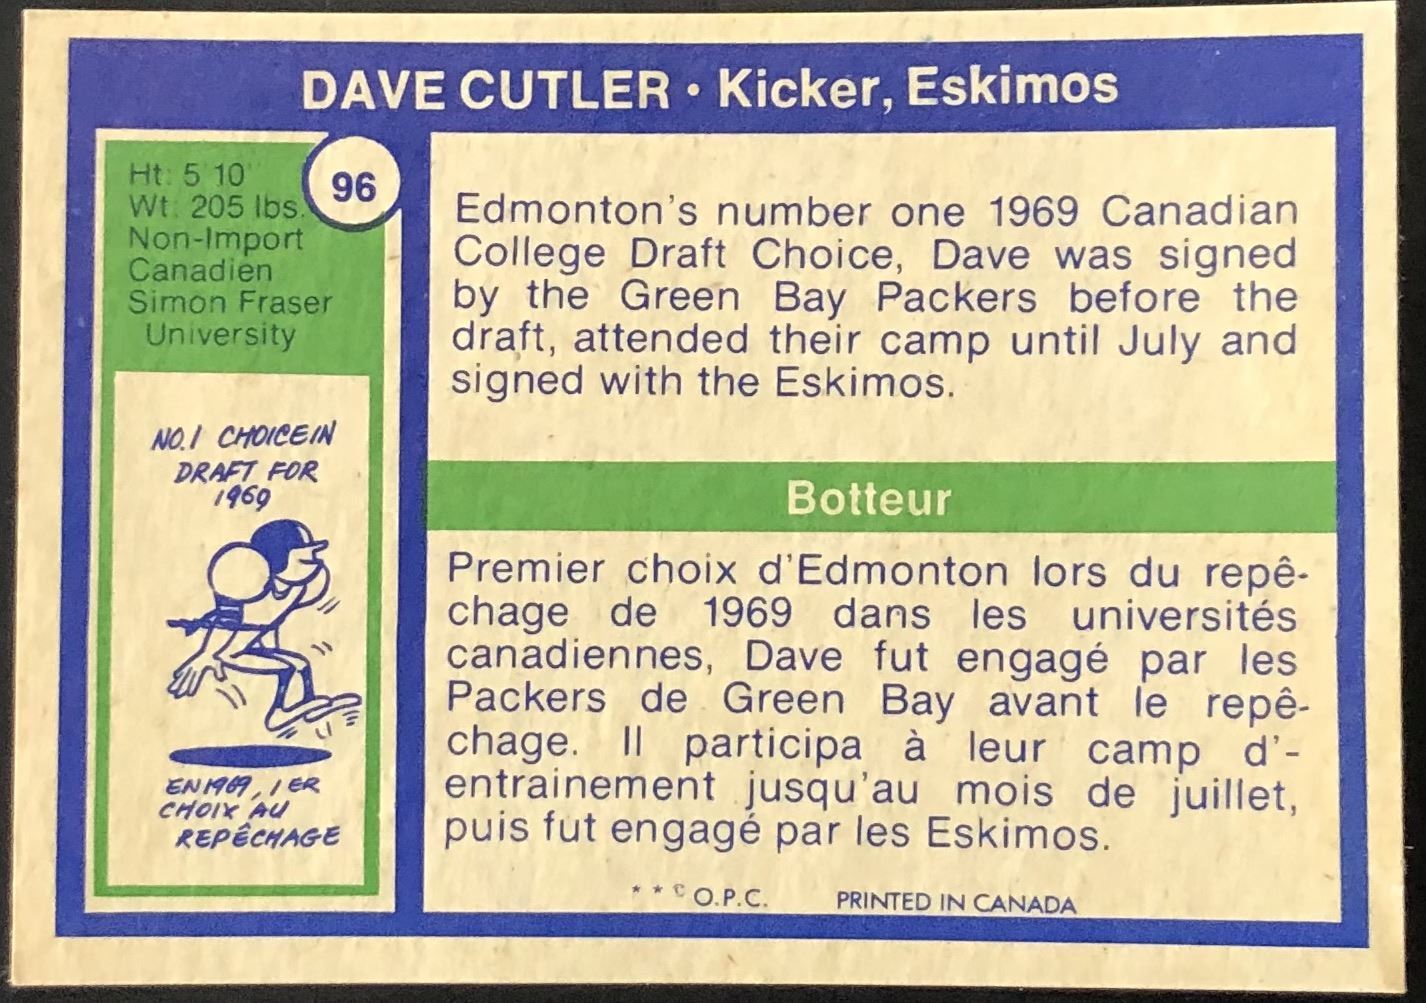 DAVE CUTLER • Kicker, Eskimos
96
Ht: 5'10"
Wt: 205 lbs.
Non-Import
Canadien
Simon Fraser
University
NO. 1 CHOICE IN
DRAFT FOR
1969
EN 1969, 1 ER
CHOIX AU
REPÊCHAGE
Edmonton's number one 1969 Canadian
College Draft Choice, Dave was signed
by the Green Bay Packers before the
draft, attended their camp until July and
signed with the Eskimos.
Botteur
Premier choix d'Edmonton lors du repê-
chage de 1969 dans les universités
canadiennes, Dave fut engagé par les
Packers de Green Bay avant le repê-
chage. Il participa à leur camp d'-
entrainement jusqu'au mois de juillet,
puis fut engagé par les Eskimos.
* * © O.P.C. PRINTED IN CANADA